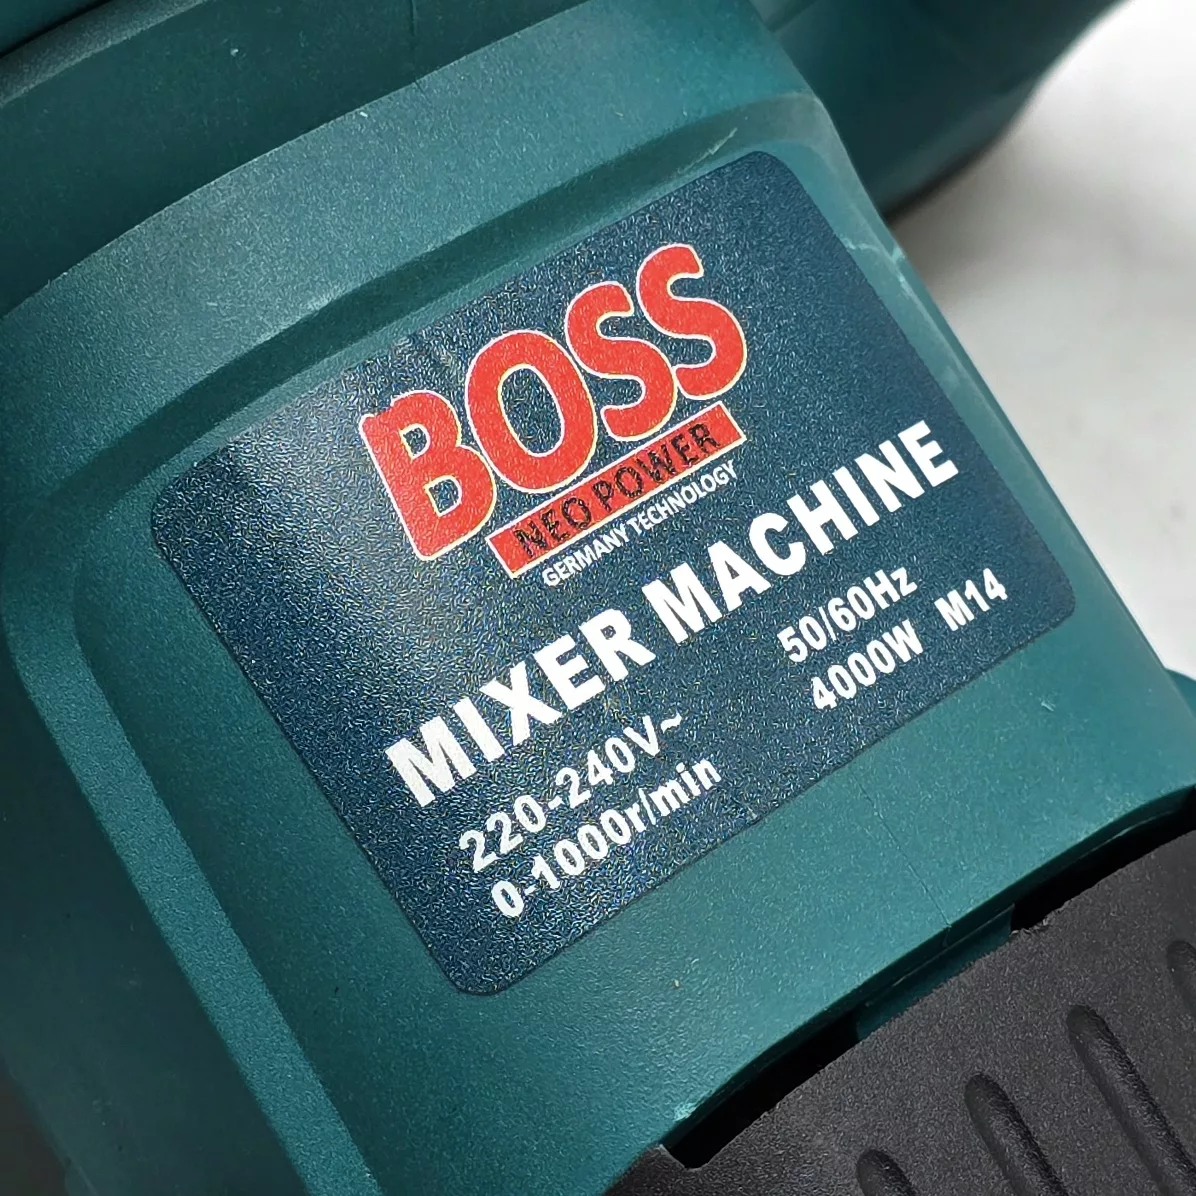 BOSS
NEO POWER
GERMANY TECHNOLOGY
MIXER MACHINE
220-240V~ 50/60Hz
0-1000r/min 4000W M14